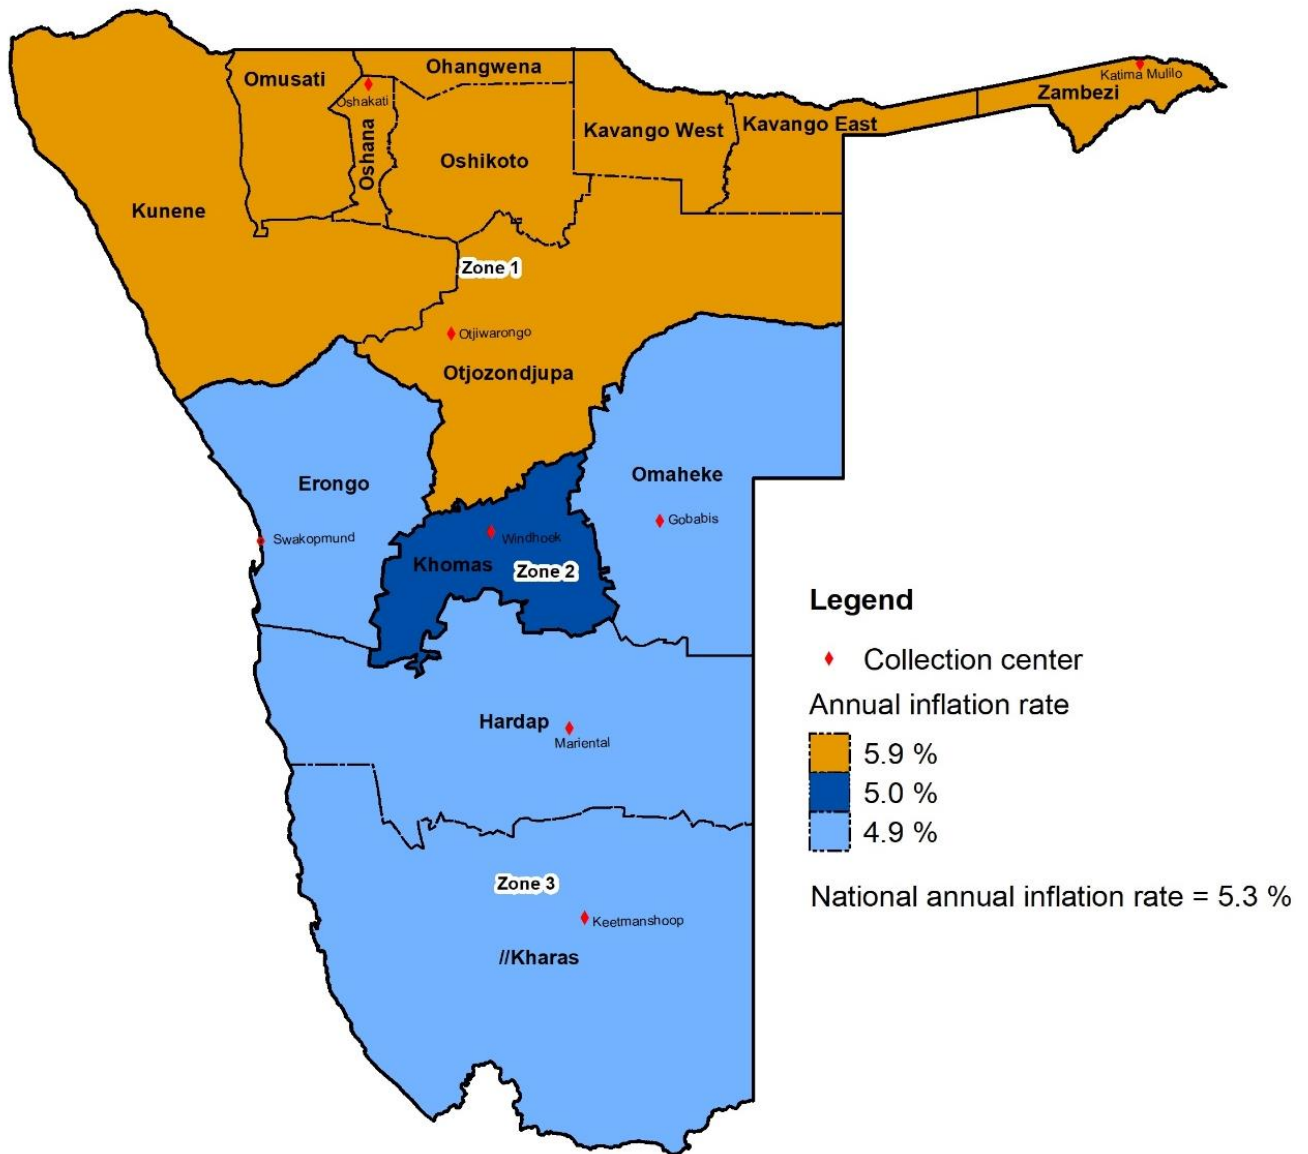 Omusati
Ohangwena
Oshakati
Katima Mulilo
Zambezi
Kavango West
Kavango East
Oshana
Oshikoto
Kunene
Zone 1
Otjiwarongo
Otjozondjupa
Erongo
Omaheke
Gobabis
Swakopmund
Windhoek
Khomas
Zone 2
Hardap
Mariental
Zone 3
Keetmanshoop
//Kharas
Legend
Collection center
Annual inflation rate
5.9 %
5.0 %
4.9 %
National annual inflation rate = 5.3 %